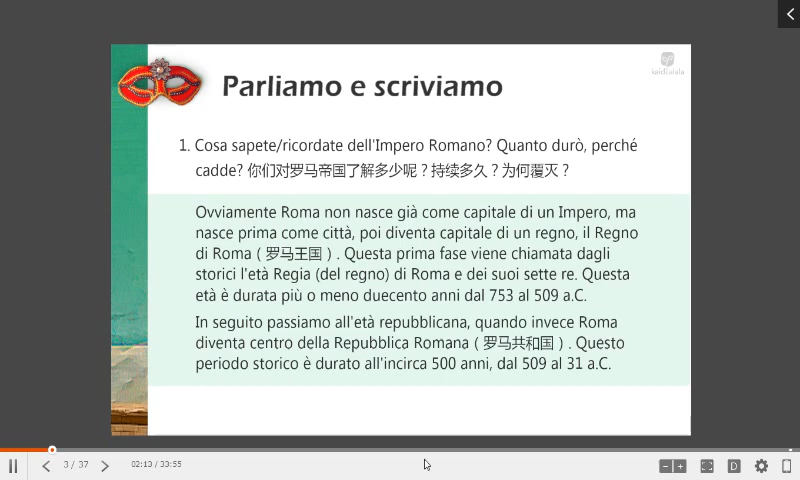 kaidialala
Parliamo e scriviamo
1. Cosa sapete/ricordate dell'Impero Romano? Quanto durò, perché
cadde? 你们对罗马帝国了解多少呢？持续多久？为何覆灭？
Ovviamente Roma non nasce già come capitale di un Impero, ma
nasce prima come città, poi diventa capitale di un regno, il Regno
di Roma（罗马王国）. Questa prima fase viene chiamata dagli
storici l'età Regia (del regno) di Roma e dei suoi sette re. Questa
età è durata più o meno duecento anni dal 753 al 509 a.C.
In seguito passiamo all'età repubblicana, quando invece Roma
diventa centro della Repubblica Romana（罗马共和国）. Questo
periodo storico è durato all'incirca 500 anni, dal 509 al 31 a.C.
3 / 37
02:13 / 33:55
D